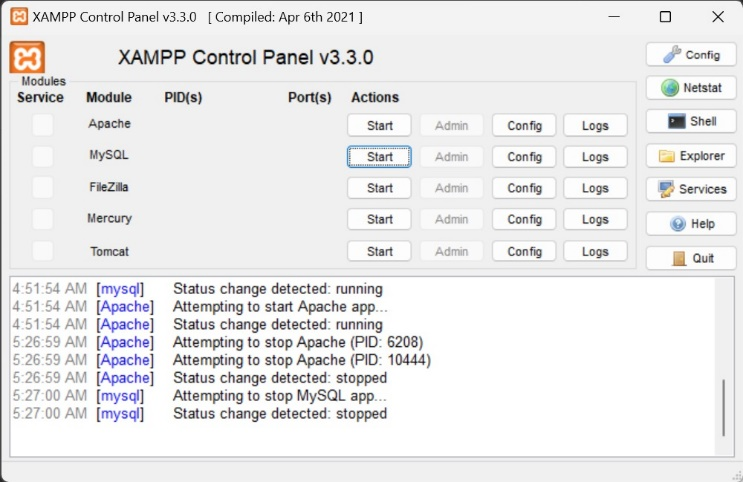 XAMPP Control Panel v3.3.0 [ Compiled: Apr 6th 2021 ]
XAMPP Control Panel v3.3.0
Config
Modules
Service Module PID(s) Port(s) Actions
Netstat
Apache Start Admin Config Logs
Shell
MySQL Start Admin Config Logs
Explorer
FileZilla Start Admin Config Logs
Services
Mercury Start Admin Config Logs
Help
Tomcat Start Admin Config Logs
Quit
4:51:54 AM [mysql] Status change detected: running
4:51:54 AM [Apache] Attempting to start Apache app...
4:51:54 AM [Apache] Status change detected: running
5:26:59 AM [Apache] Attempting to stop Apache (PID: 6208)
5:26:59 AM [Apache] Attempting to stop Apache (PID: 10444)
5:26:59 AM [Apache] Status change detected: stopped
5:27:00 AM [mysql] Attempting to stop MySQL app...
5:27:00 AM [mysql] Status change detected: stopped